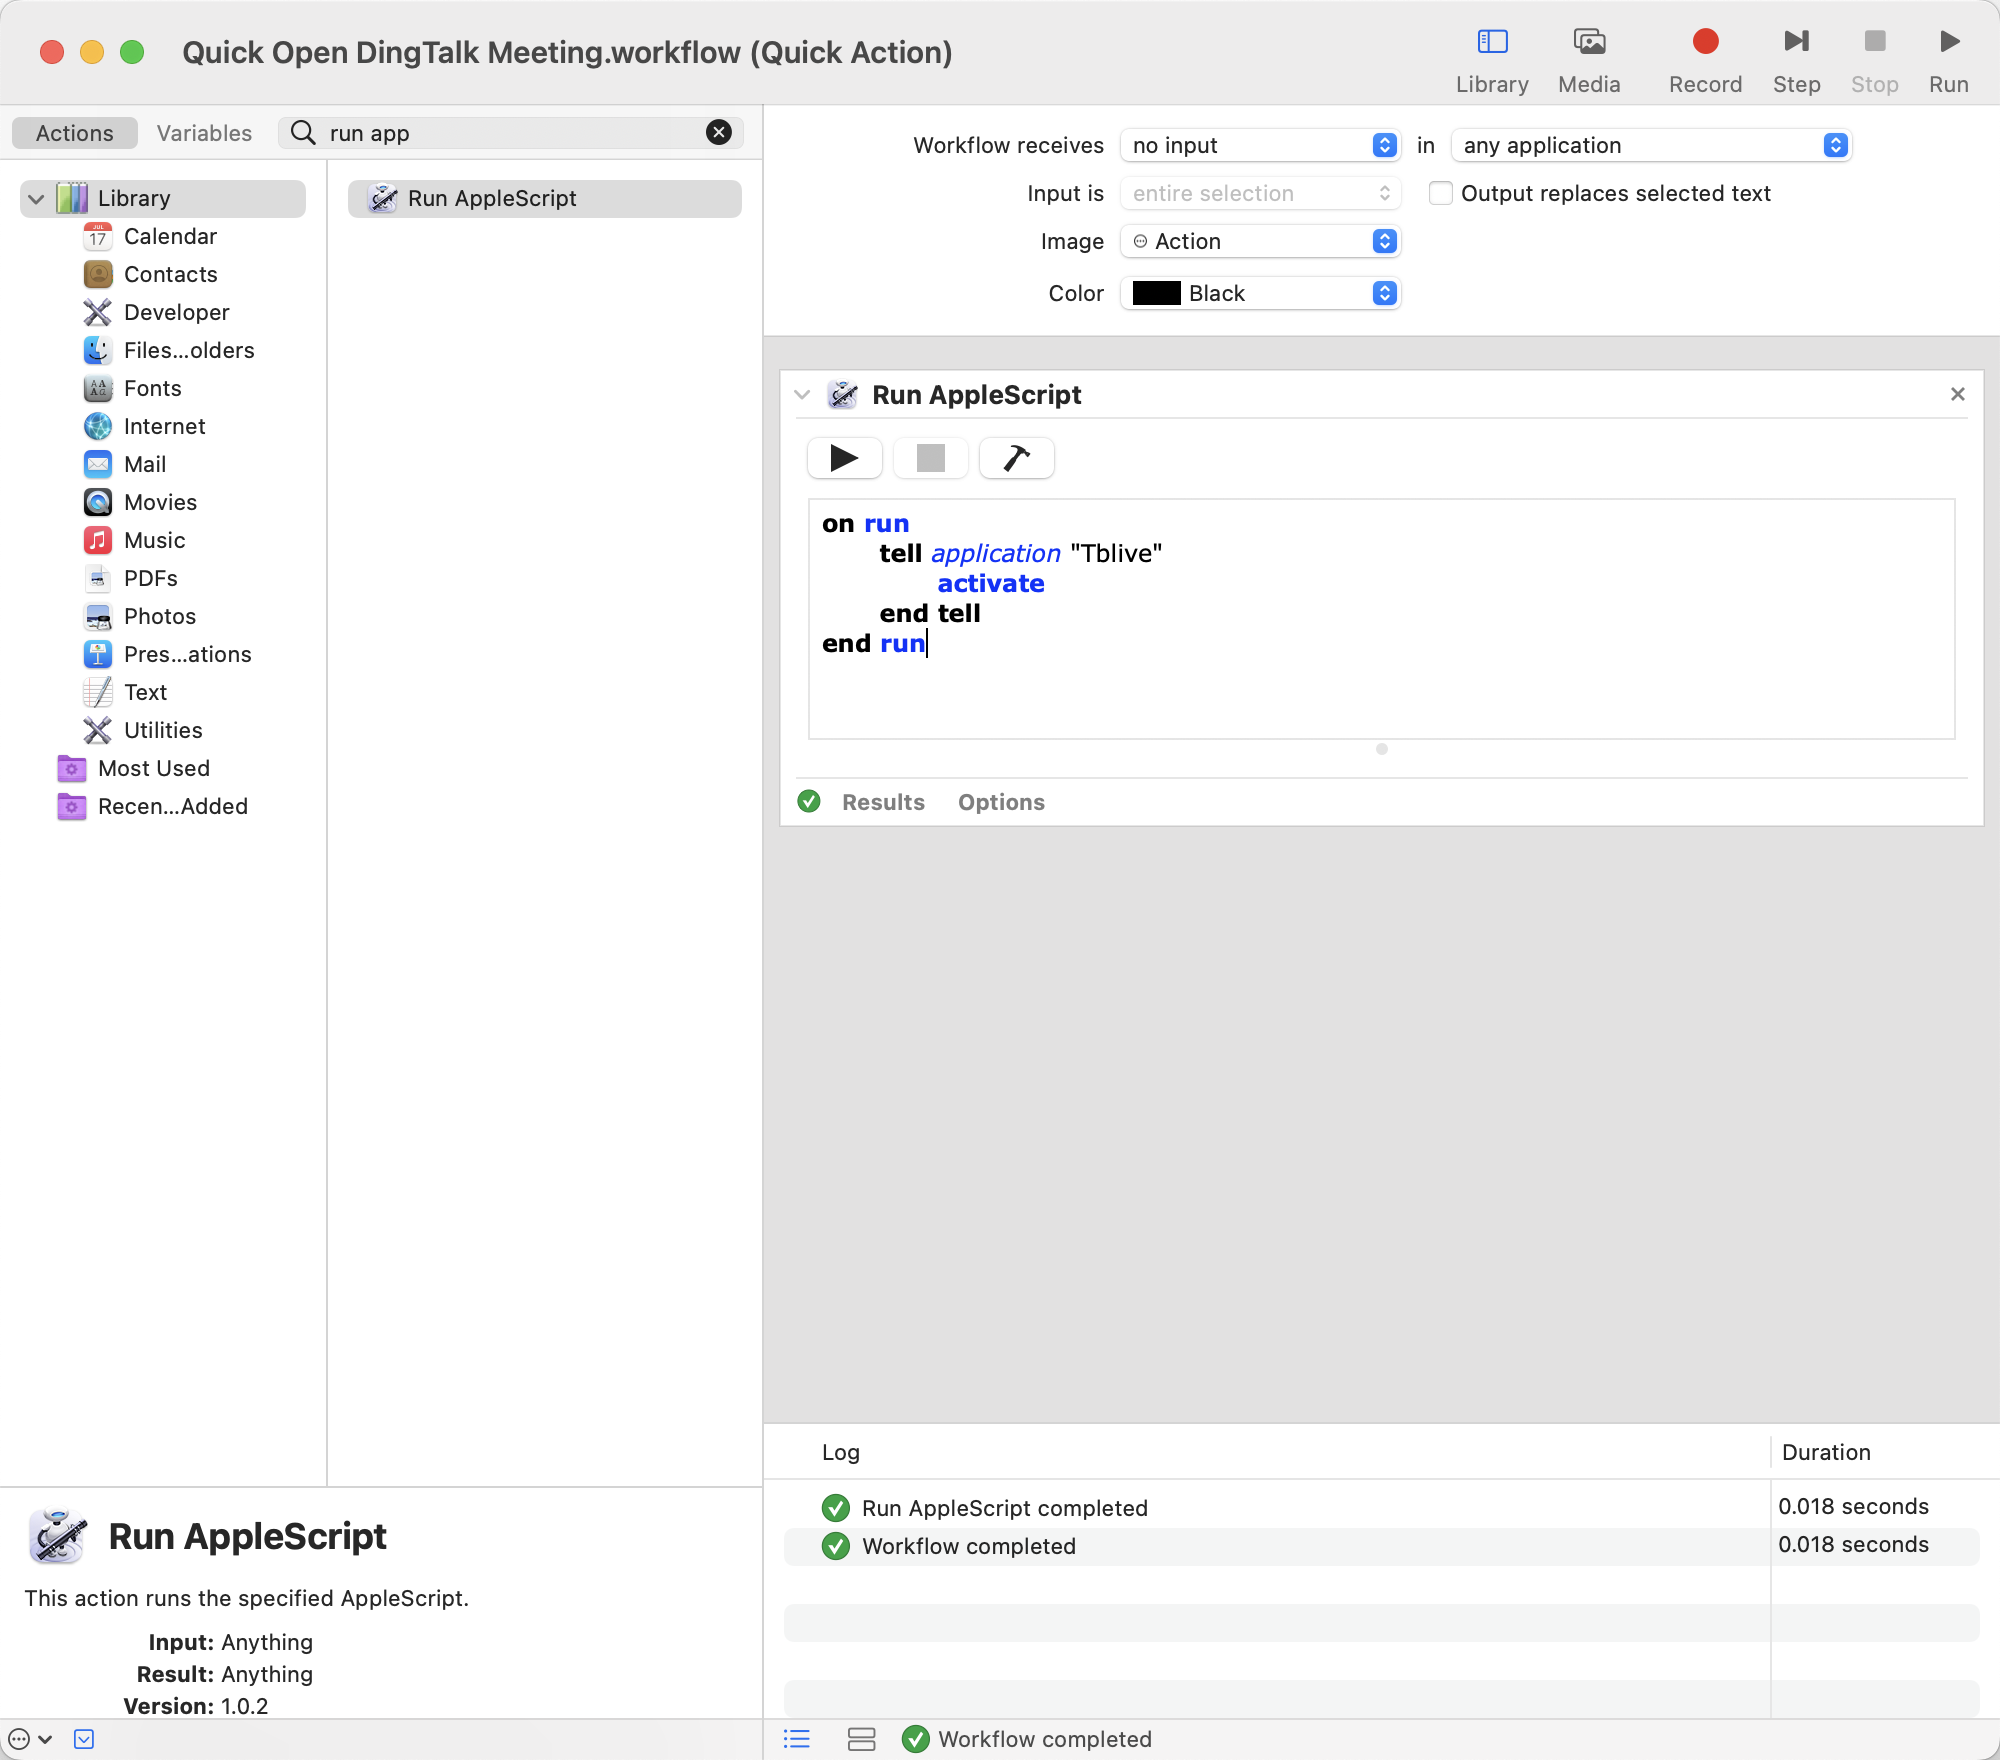 Quick Open DingTalk Meeting.workflow (Quick Action)
Library
Media
Record
Step
Stop
Run
Actions
Variables
run app
Library
JUL
17
Calendar
Contacts
Developer
Files...olders
Fonts
Internet
Mail
Movies
Music
PDFs
Photos
Pres...ations
Text
Utilities
Most Used
Recen...Added
Run AppleScript
Workflow receives no input in any application
Input is entire selection Output replaces selected text
Image Action
Color Black
Run AppleScript
on run
tell application "Tblive"
activate
end tell
end run
Results Options
Log Duration
Run AppleScript completed 0.018 seconds
Workflow completed 0.018 seconds
Run AppleScript
This action runs the specified AppleScript.
Input: Anything
Result: Anything
Version: 1.0.2
Workflow completed